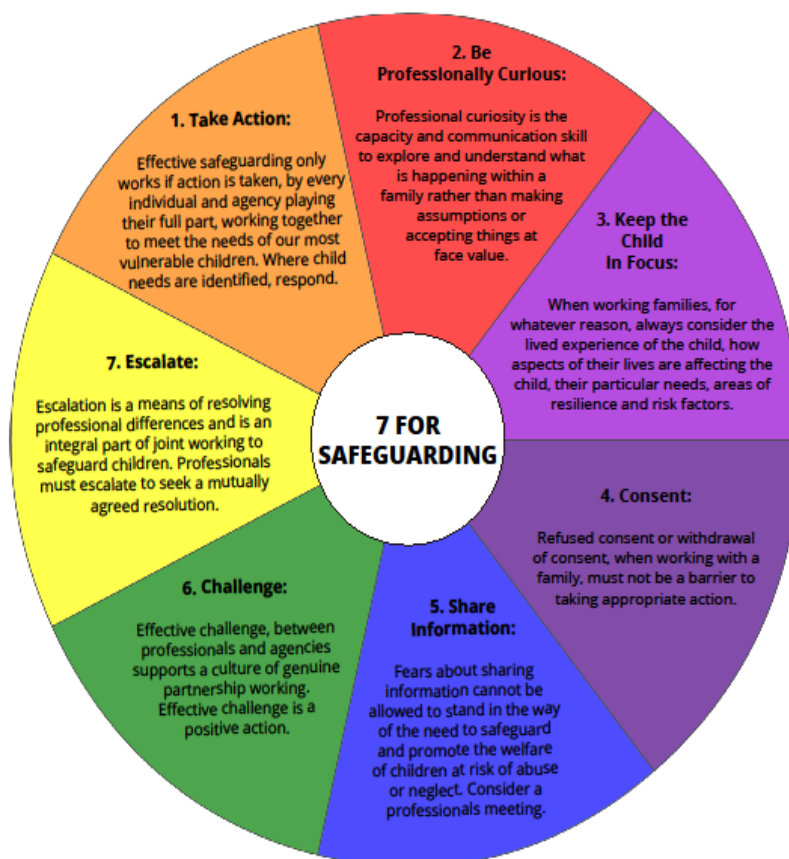 1. Take Action:
Effective safeguarding only
works if action is taken, by every
individual and agency playing
their full part, working together
to meet the needs of our most
vulnerable children. Where child
needs are identified, respond.
2. Be
Professionally Curious:
Professional curiosity is the
capacity and communication skill
to explore and understand what
is happening within a
family rather than making
assumptions or
accepting things at
face value.
3. Keep the
Child
In Focus:
When working families, for
whatever reason, always consider the
lived experience of the child, how
aspects of their lives are affecting the
child, their particular needs, areas of
resilience and risk factors.
4. Consent:
Refused consent or withdrawal
of consent, when working with a
family, must not be a barrier to
taking appropriate action.
5. Share
Information:
Fears about sharing
information cannot be
allowed to stand in the way
of the need to safeguard
and promote the welfare
of children at risk of abuse
or neglect. Consider a
professionals meeting.
6. Challenge:
Effective challenge, between
professionals and agencies
supports a culture of genuine
partnership working.
Effective challenge is a
positive action.
7. Escalate:
Escalation is a means of resolving
professional differences and is an
integral part of joint working to
safeguard children. Professionals
must escalate to seek a mutually
agreed resolution.
7 FOR
SAFEGUARDING